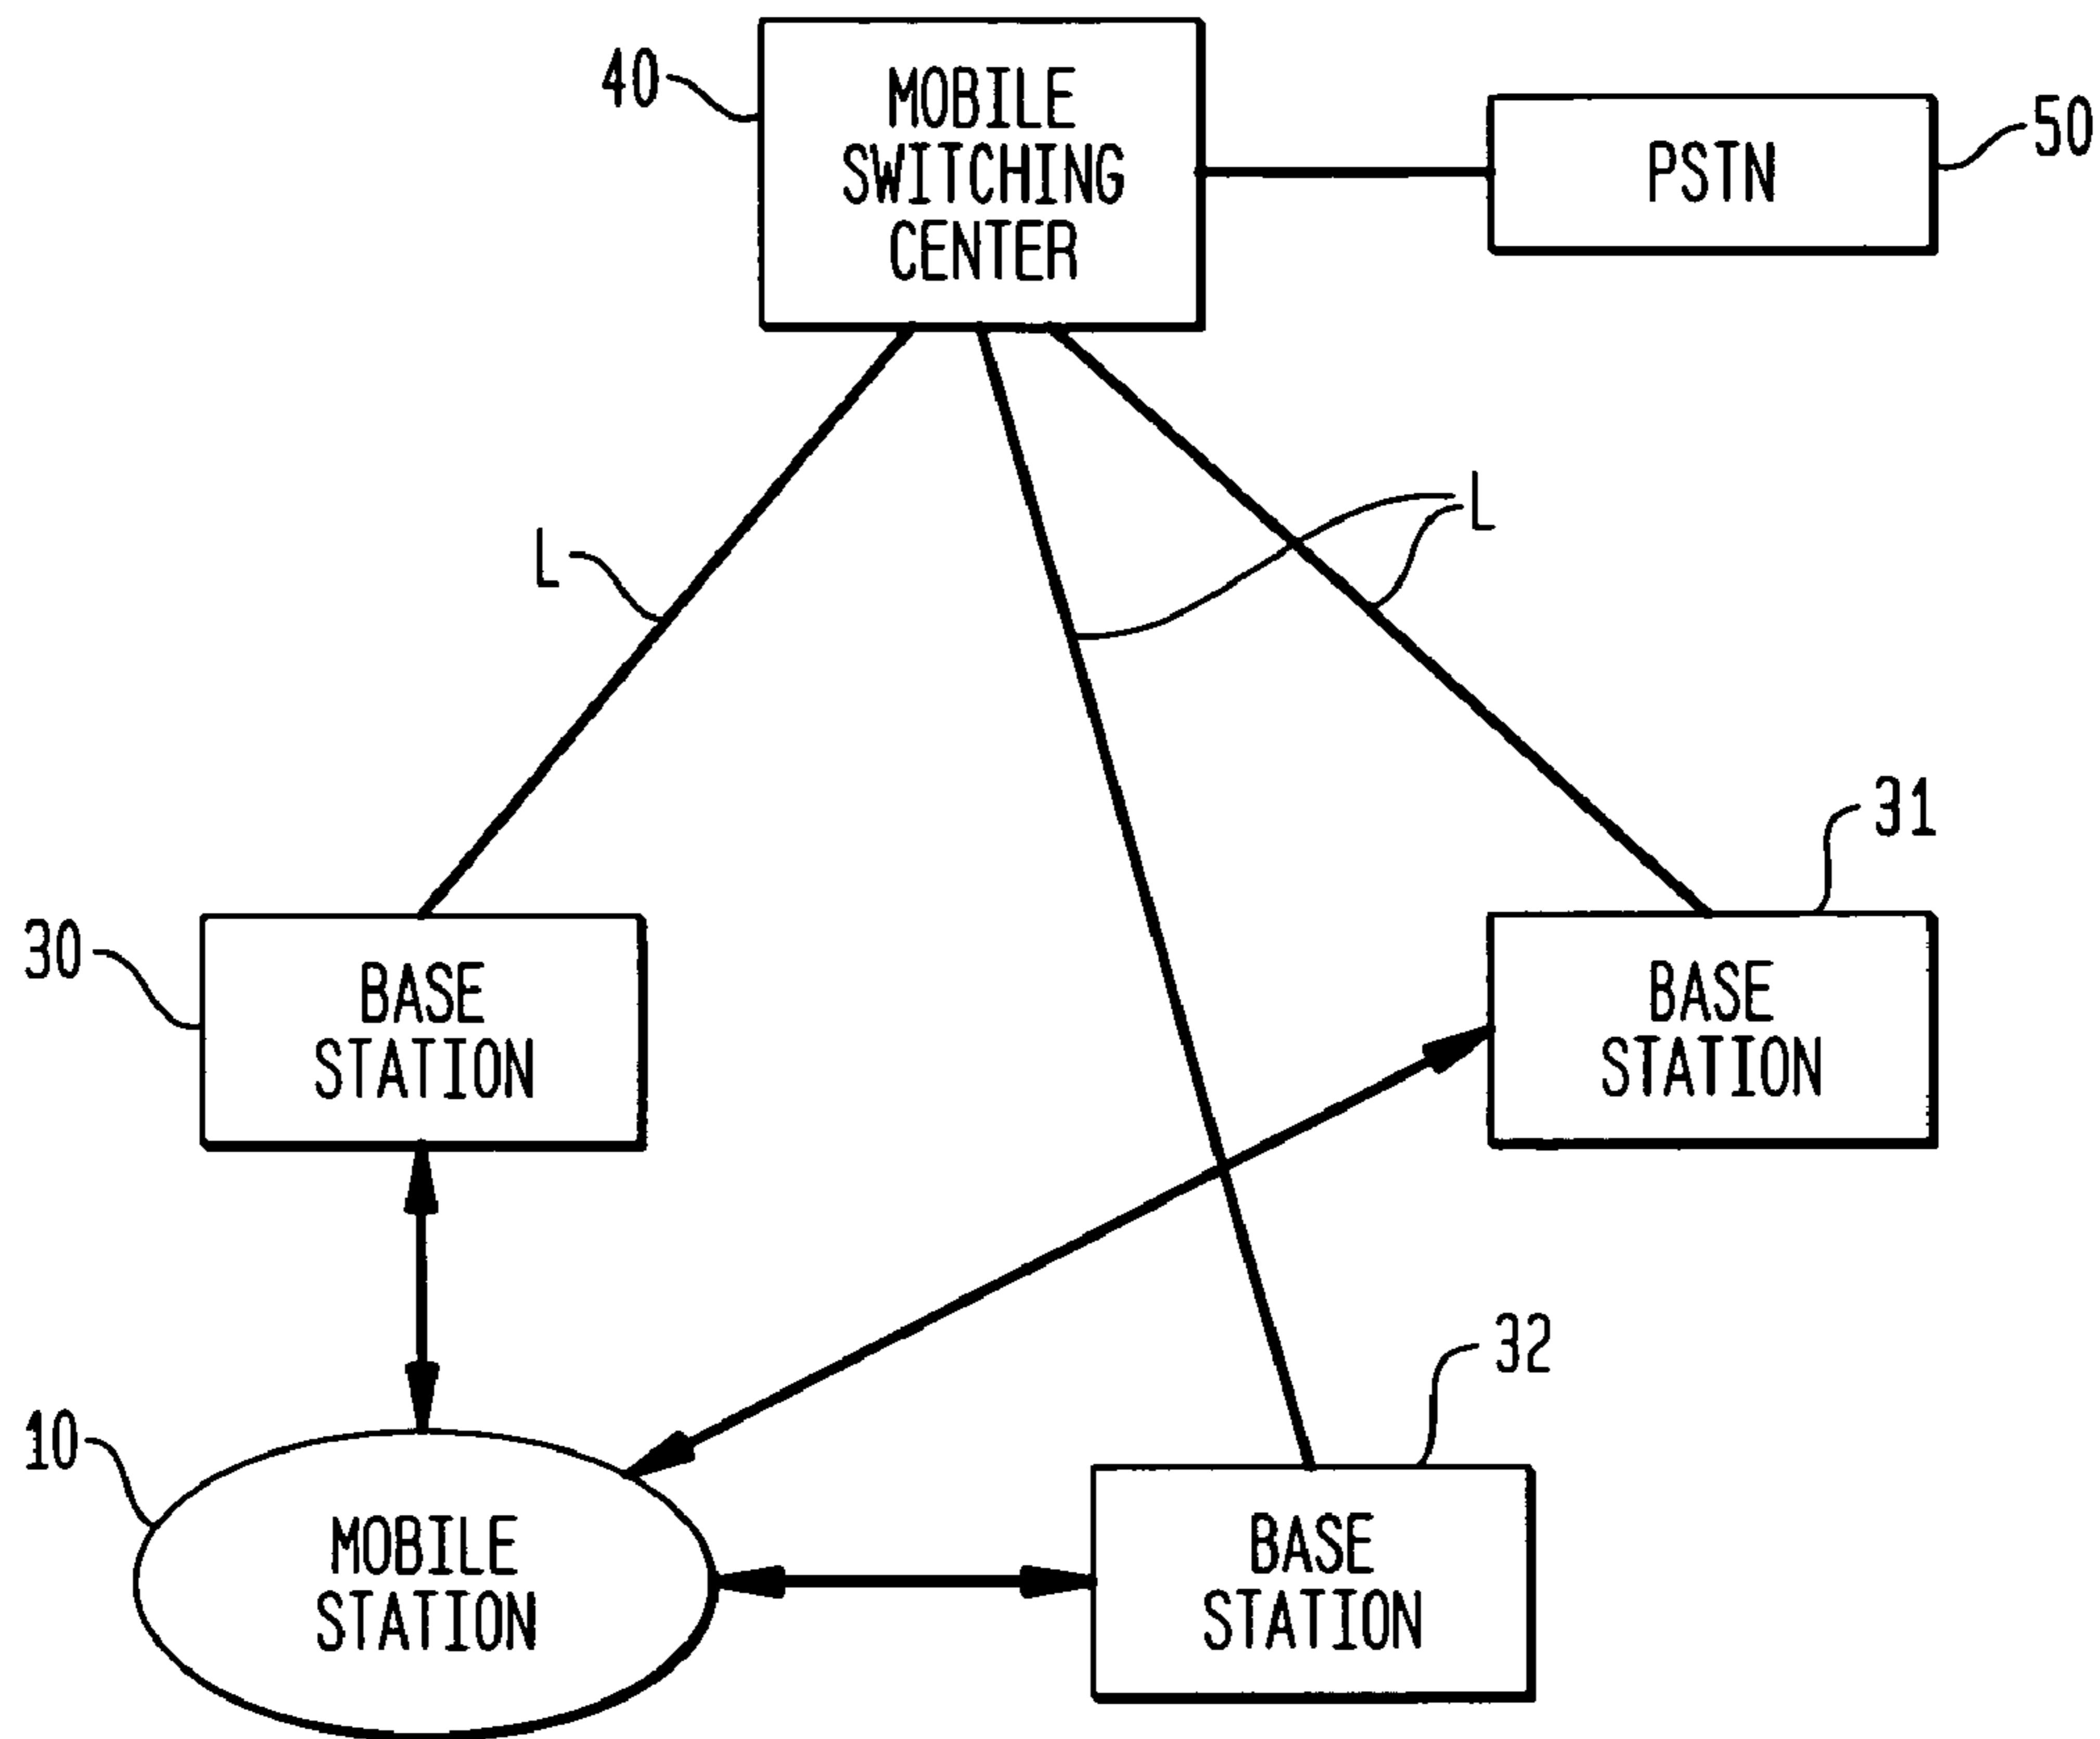 40
MOBILE
SWITCHING
CENTER
PSTN
50
L
L
31
30
BASE
STATION
BASE
STATION
32
10
MOBILE
STATION
BASE
STATION